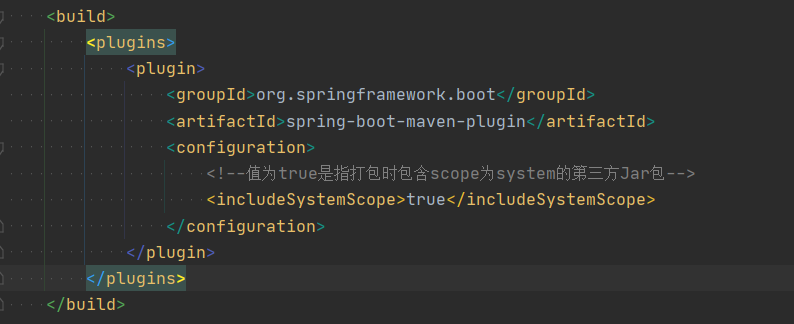 <build>
<plugins>
<plugin>
<groupId>org.springframework.boot</groupId>
<artifactId>spring-boot-maven-plugin</artifactId>
<configuration>
<!--值为true是指打包时包含scope为system的第三方Jar包-->
<includeSystemScope>true</includeSystemScope>
</configuration>
</plugin>
</plugins>
</build>